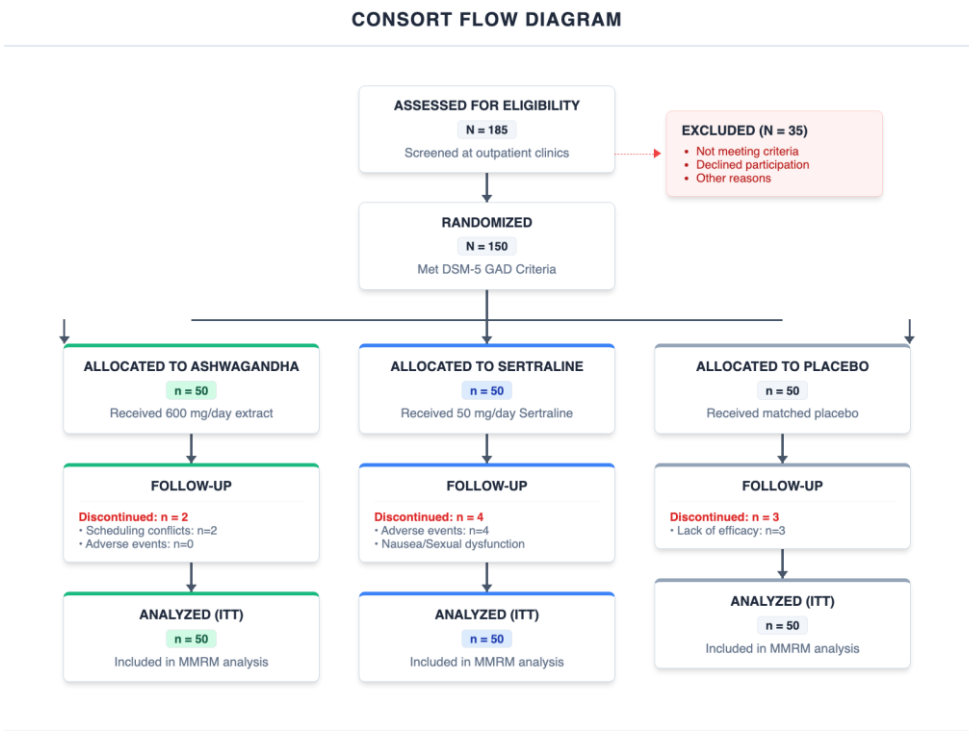 CONSORT FLOW DIAGRAM
ASSESSED FOR ELIGIBILITY
N = 185
Screened at outpatient clinics
EXCLUDED (N = 35)
• Not meeting criteria
• Declined participation
• Other reasons
RANDOMIZED
N = 150
Met DSM-5 GAD Criteria
ALLOCATED TO ASHWAGANDHA
n = 50
Received 600 mg/day extract
ALLOCATED TO SERTRALINE
n = 50
Received 50 mg/day Sertraline
ALLOCATED TO PLACEBO
n = 50
Received matched placebo
FOLLOW-UP
Discontinued: n = 2
• Scheduling conflicts: n=2
• Adverse events: n=0
FOLLOW-UP
Discontinued: n = 4
• Adverse events: n=4
• Nausea/Sexual dysfunction
FOLLOW-UP
Discontinued: n = 3
• Lack of efficacy: n=3
ANALYZED (ITT)
n = 50
Included in MMRM analysis
ANALYZED (ITT)
n = 50
Included in MMRM analysis
ANALYZED (ITT)
n = 50
Included in MMRM analysis